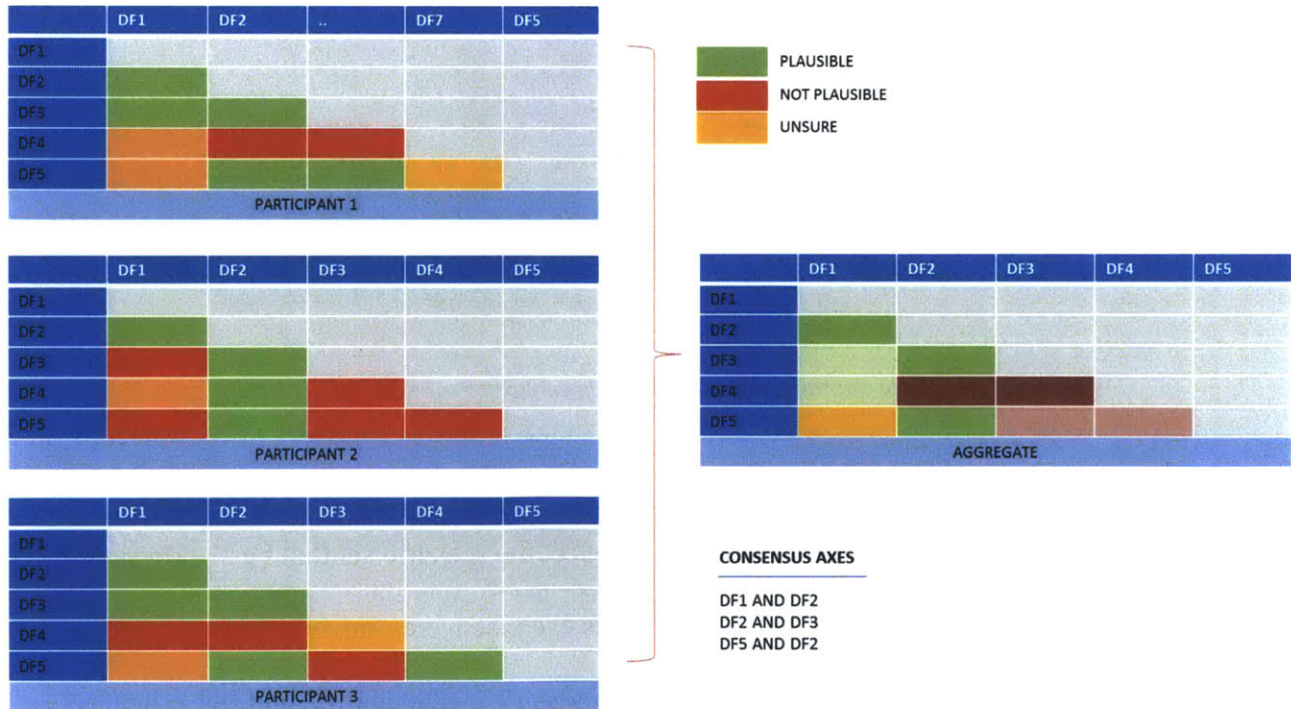 DF1 DF2 .. DF7 DF5
DF1
DF2
DF3
DF4
DF5
PARTICIPANT 1
PLAUSIBLE
NOT PLAUSIBLE
UNSURE
DF1 DF2 DF3 DF4 DF5
DF1
DF2
DF3
DF4
DF5
PARTICIPANT 2
DF1 DF2 DF3 DF4 DF5
DF1
DF2
DF3
DF4
DF5
AGGREGATE
DF1 DF2 DF3 DF4 DF5
DF1
DF2
DF3
DF4
DF5
PARTICIPANT 3
CONSENSUS AXES
DF1 AND DF2
DF2 AND DF3
DF5 AND DF2